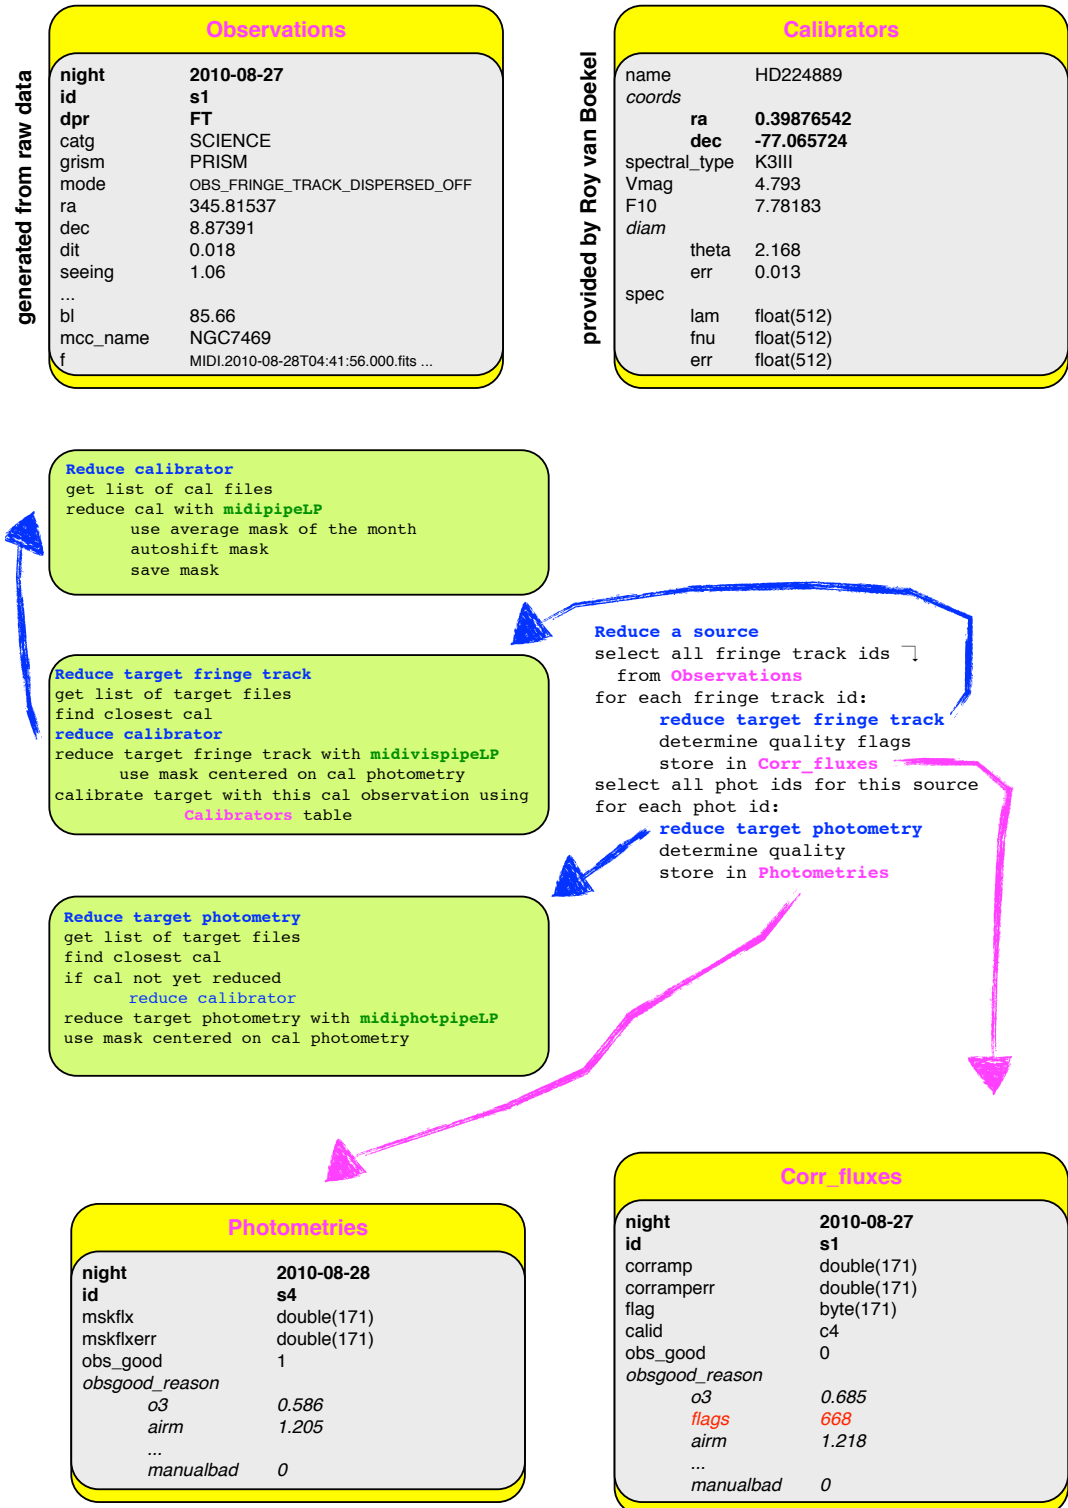 Observations
generated from raw data
night 2010-08-27
id s1
dpr FT
catg SCIENCE
grism PRISM
mode OBS_FRINGE_TRACK_DISPERSED_OFF
ra 345.81537
dec 8.87391
dit 0.018
seeing 1.06
...
bl 85.66
mcc_name NGC7469
f MIDI.2010-08-28T04:41:56.000.fits ...
Calibrators
provided by Roy van Boekel
name HD224889
coords
ra 0.39876542
dec -77.065724
spectral_type K3III
Vmag 4.793
F10 7.78183
diam
theta 2.168
err 0.013
spec
lam float(512)
fnu float(512)
err float(512)
Reduce calibrator
get list of cal files
reduce cal with midipipeLP
use average mask of the month
autoshift mask
save mask
Reduce target fringe track
get list of target files
find closest cal
reduce calibrator
reduce target fringe track with midivispipeLP
use mask centered on cal photometry
calibrate target with this cal observation using
Calibrators table
Reduce a source
select all fringe track ids
from Observations
for each fringe track id:
reduce target fringe track
determine quality flags
store in Corr_fluxes
select all phot ids for this source
for each phot id:
reduce target photometry
determine quality
store in Photometries
Reduce target photometry
get list of target files
find closest cal
if cal not yet reduced
reduce calibrator
reduce target photometry with midiphotpipeLP
use mask centered on cal photometry
Photometries
night 2010-08-28
id s4
mskflx double(171)
mskflxerr double(171)
obs_good 1
obsgood_reason
o3 0.586
airm 1.205
...
manualbad 0
Corr_fluxes
night 2010-08-27
id s1
corramp double(171)
corramperr double(171)
flag byte(171)
calid c4
obs_good 0
obsgood_reason
o3 0.685
flags 668
airm 1.218
...
manualbad 0